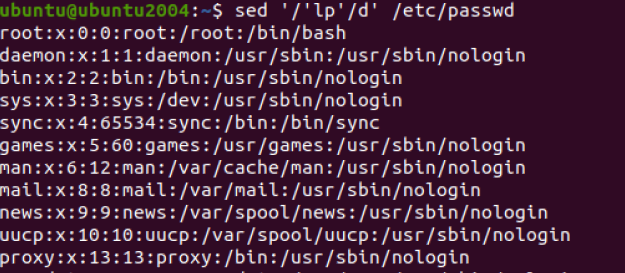 ubuntu@ubuntu2004:~$ sed '/'lp'/d' /etc/passwd
root:x:0:0:root:/root:/bin/bash
daemon:x:1:1:daemon:/usr/sbin:/usr/sbin/nologin
bin:x:2:2:bin:/bin:/usr/sbin/nologin
sys:x:3:3:sys:/dev:/usr/sbin/nologin
sync:x:4:65534:sync:/bin:/bin/sync
games:x:5:60:games:/usr/games:/usr/sbin/nologin
man:x:6:12:man:/var/cache/man:/usr/sbin/nologin
mail:x:8:8:mail:/var/mail:/usr/sbin/nologin
news:x:9:9:news:/var/spool/news:/usr/sbin/nologin
uucp:x:10:10:uucp:/var/spool/uucp:/usr/sbin/nologin
proxy:x:13:13:proxy:/bin:/usr/sbin/nologin